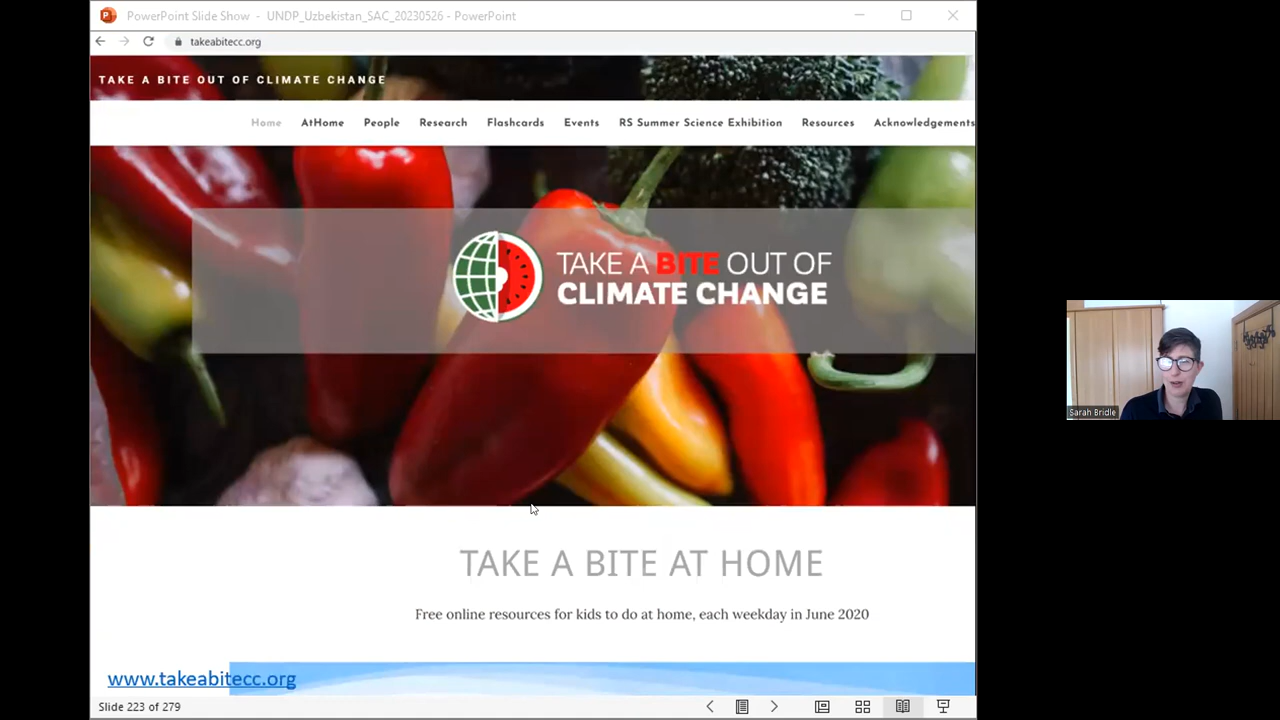 PowerPoint Slide Show - UNDP_Uzbekistan_SAC_20230526 - PowerPoint
takeabitecc.org
TAKE A BITE OUT OF CLIMATE CHANGE
Home AtHome People Research Flashcards Events RS Summer Science Exhibition Resources Acknowledgements
TAKE A BITE OUT OF
CLIMATE CHANGE
TAKE A BITE AT HOME
Free online resources for kids to do at home, each weekday in June 2020
www.takeabitecc.org
Slide 223 of 279
Sarah Bridle